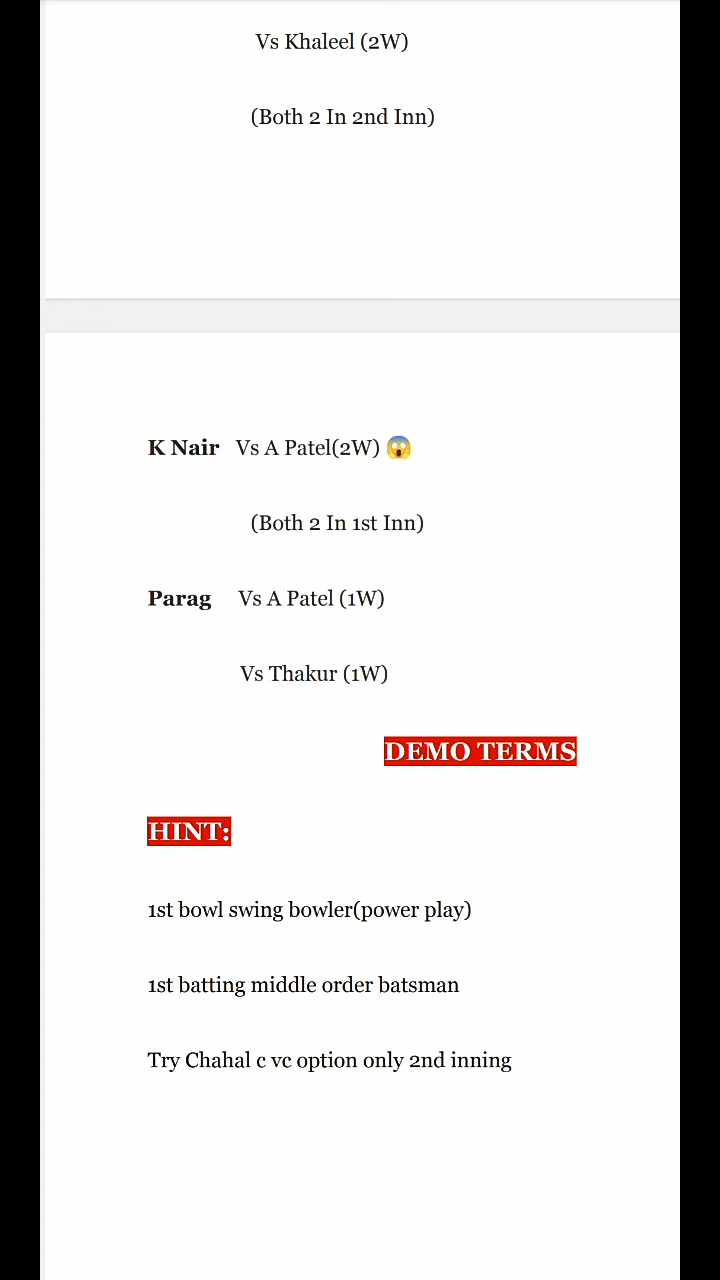 Vs Khaleel (2W)
(Both 2 In 2nd Inn)
K Nair Vs A Patel(2W) 😱
(Both 2 In 1st Inn)
Parag Vs A Patel (1W)
Vs Thakur (1W)
DEMO TERMS
HINT:
1st bowl swing bowler(power play)
1st batting middle order batsman
Try Chahal c vc option only 2nd inning